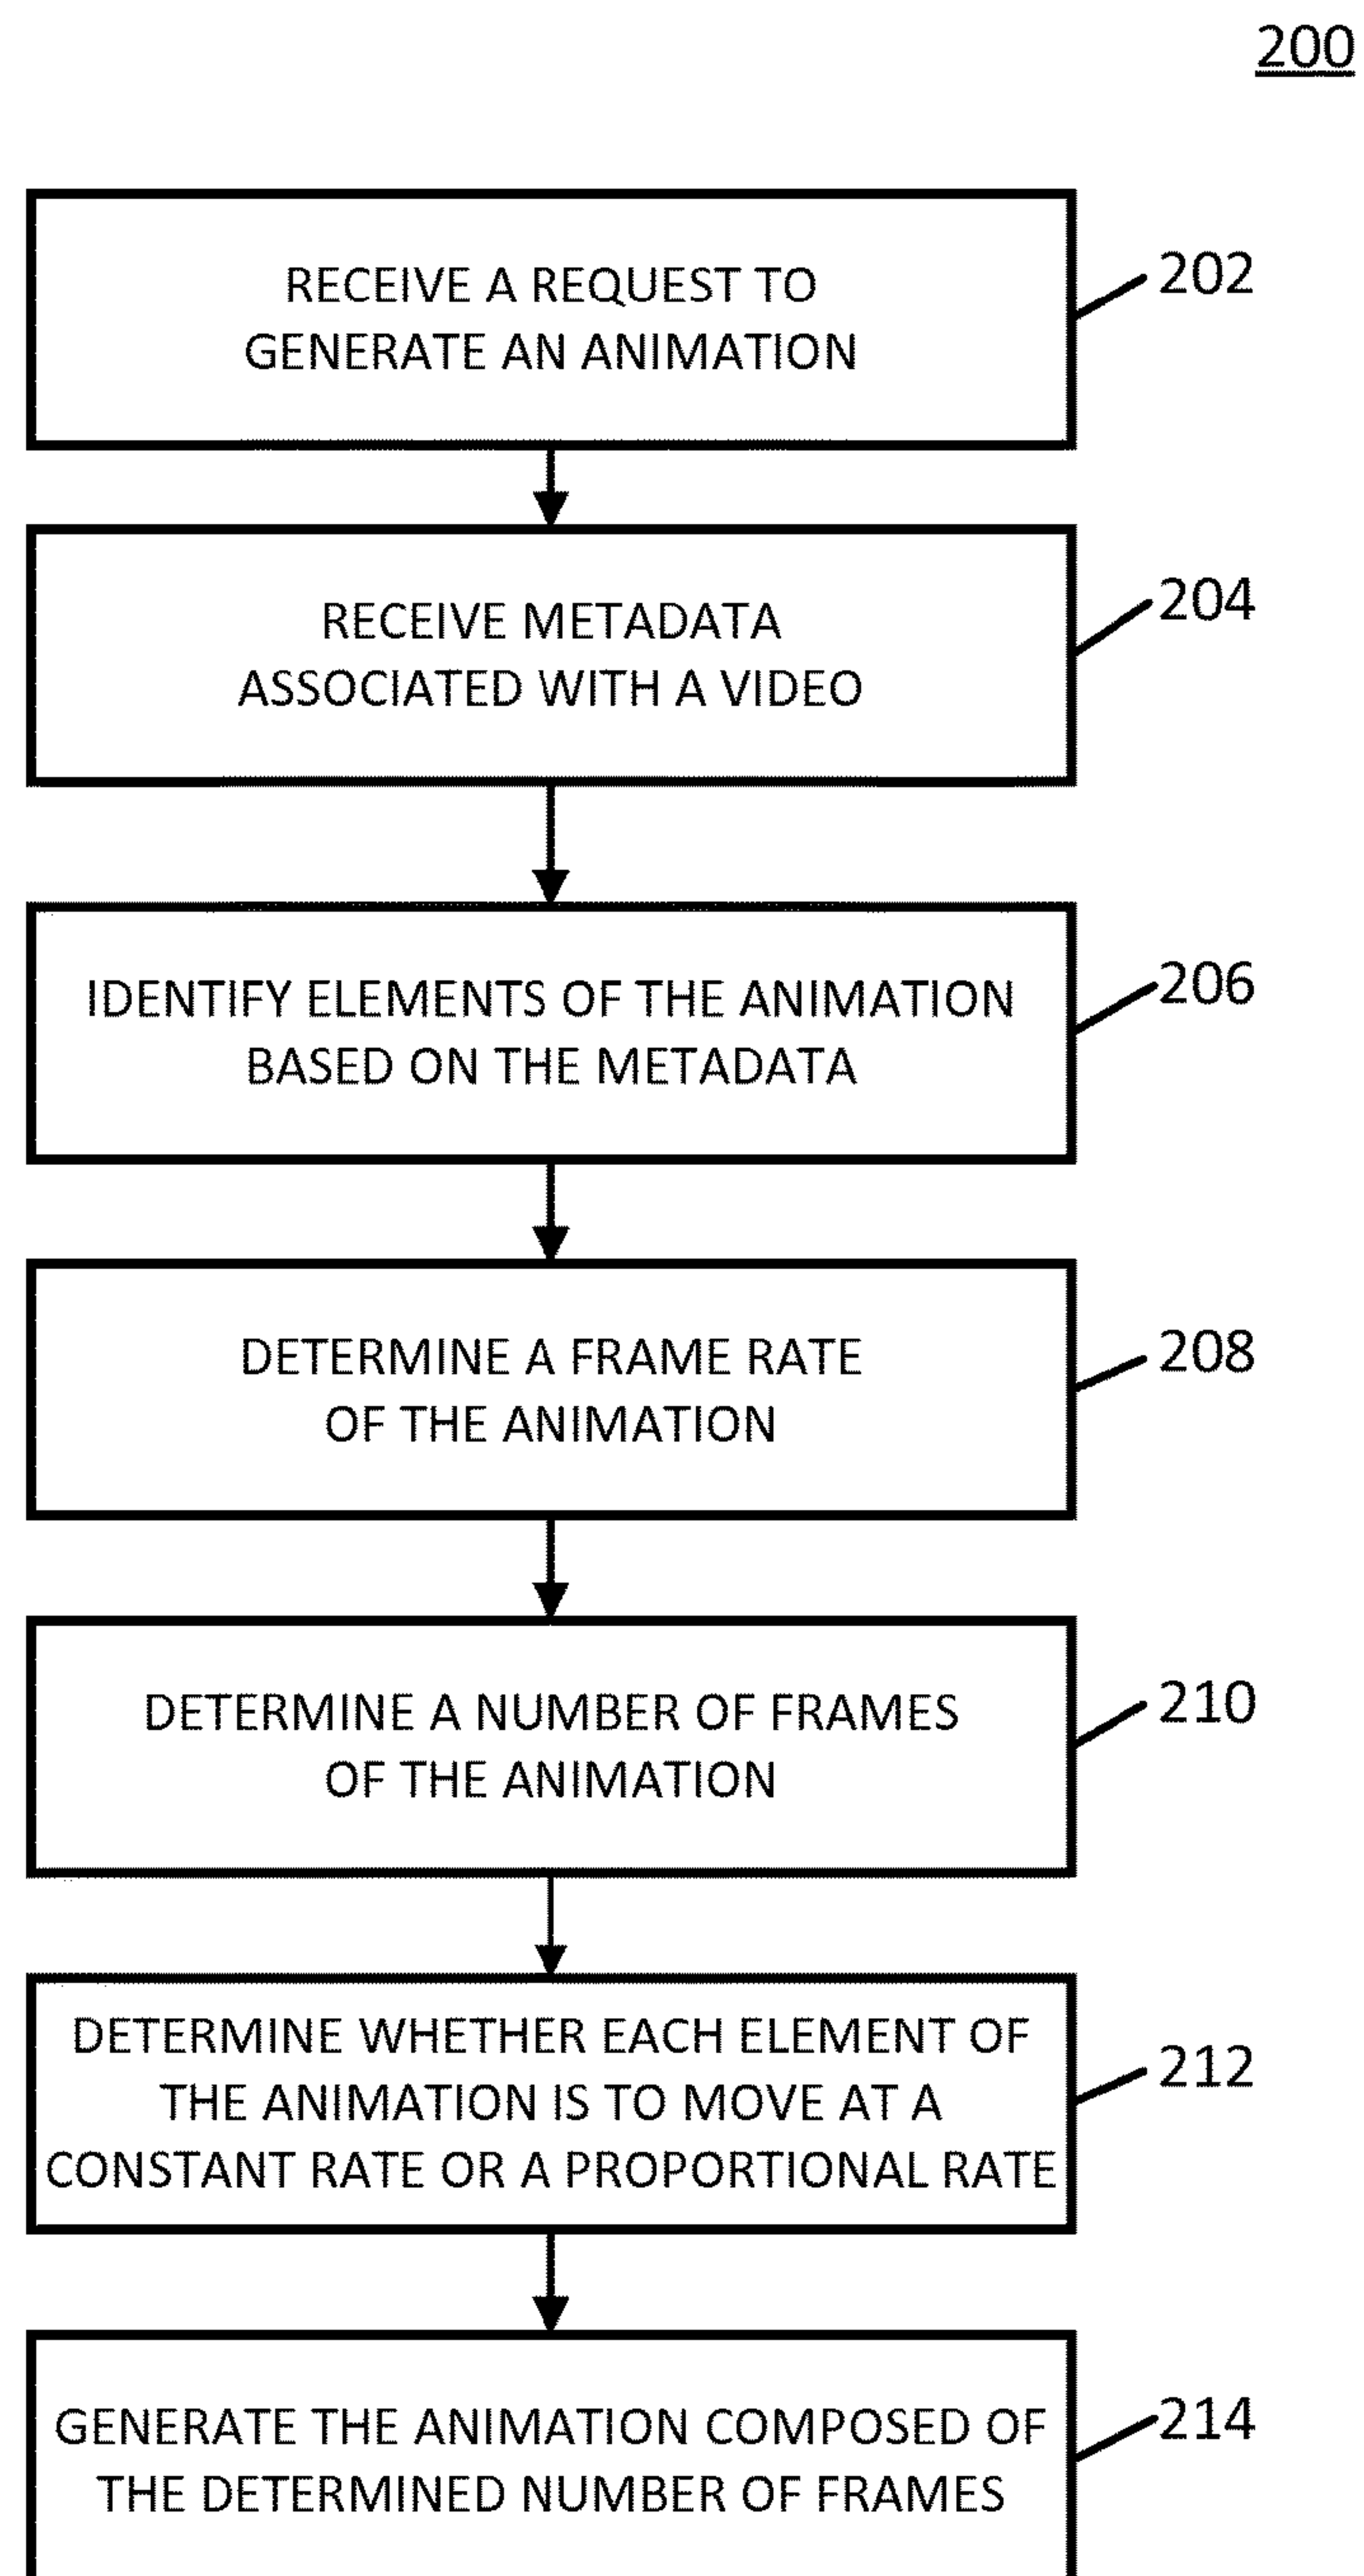 200
RECEIVE A REQUEST TO
GENERATE AN ANIMATION
202
RECEIVE METADATA
ASSOCIATED WITH A VIDEO
204
IDENTIFY ELEMENTS OF THE ANIMATION
BASED ON THE METADATA
206
DETERMINE A FRAME RATE
OF THE ANIMATION
208
DETERMINE A NUMBER OF FRAMES
OF THE ANIMATION
210
DETERMINE WHETHER EACH ELEMENT OF
THE ANIMATION IS TO MOVE AT A
CONSTANT RATE OR A PROPORTIONAL RATE
212
GENERATE THE ANIMATION COMPOSED OF
THE DETERMINED NUMBER OF FRAMES
214